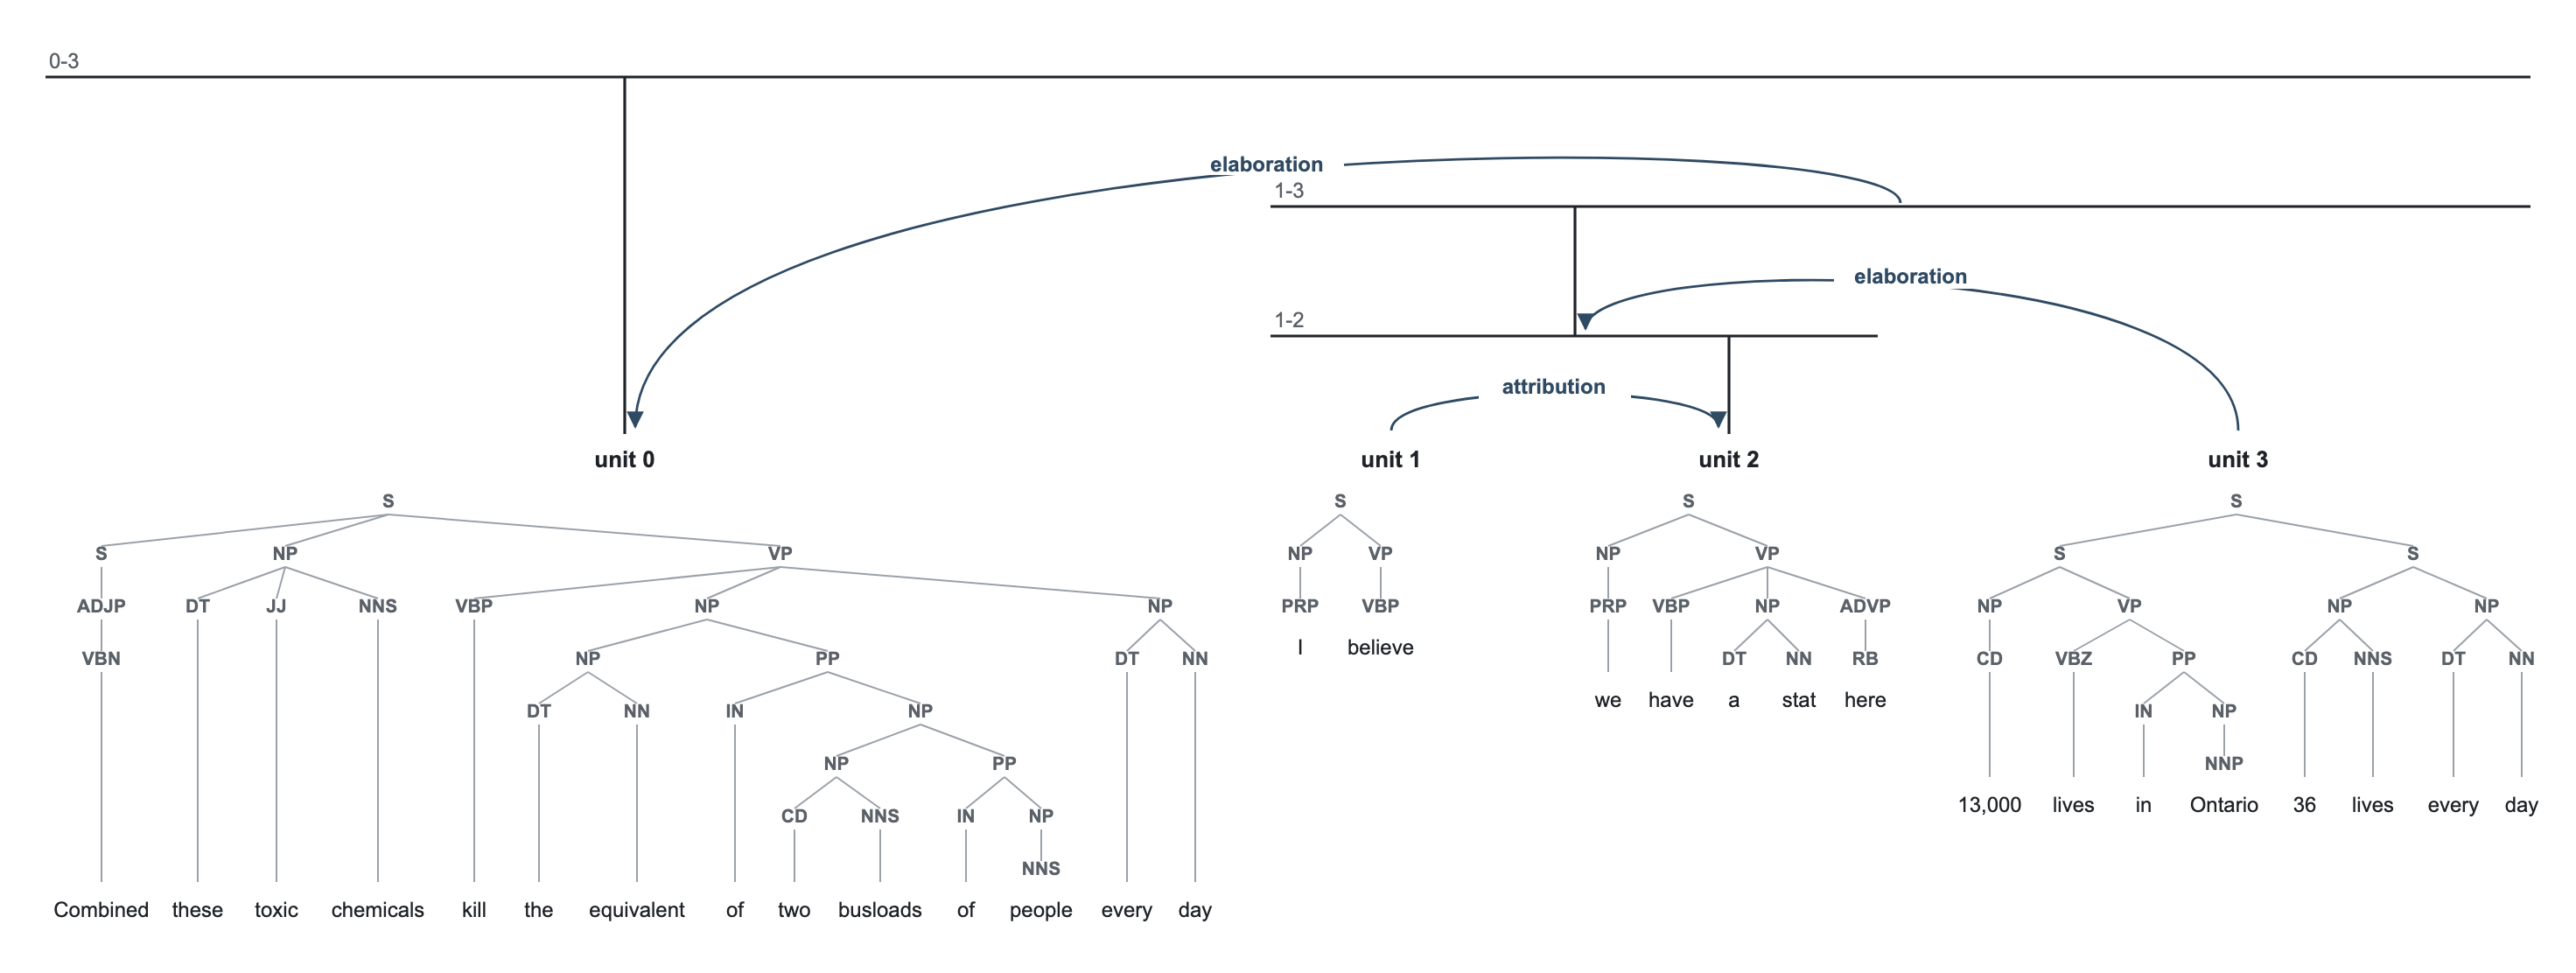 0-3
elaboration
1-3
elaboration
1-2
attribution
unit 0 unit 1 unit 2 unit 3
S S S S
S NP VP NP VP NP VP S S
ADJP DT JJ NNS VBP NP NP PRP VBP PRP VBP NP ADVP NP VP NP NP
I believe
VBN NP PP DT NN DT NN RB CD VBZ PP CD NNS DT NN
we have a stat here
DT NN IN NP IN NP
NP PP NNP
13,000 lives in Ontario 36 lives every day
CD NNS IN NP
NNS
Combined these toxic chemicals kill the equivalent of two busloads of people every day